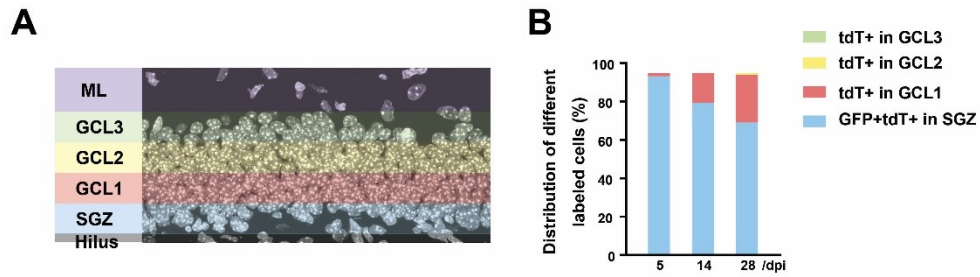 A
ML
GCL3
GCL2
GCL1
SGZ
Hilus
B
tdT+ in GCL3
tdT+ in GCL2
tdT+ in GCL1
GFP+tdT+ in SGZ
Distribution of different
labeled cells (%)
100
80
60
40
20
0
5 14 28 /dpi